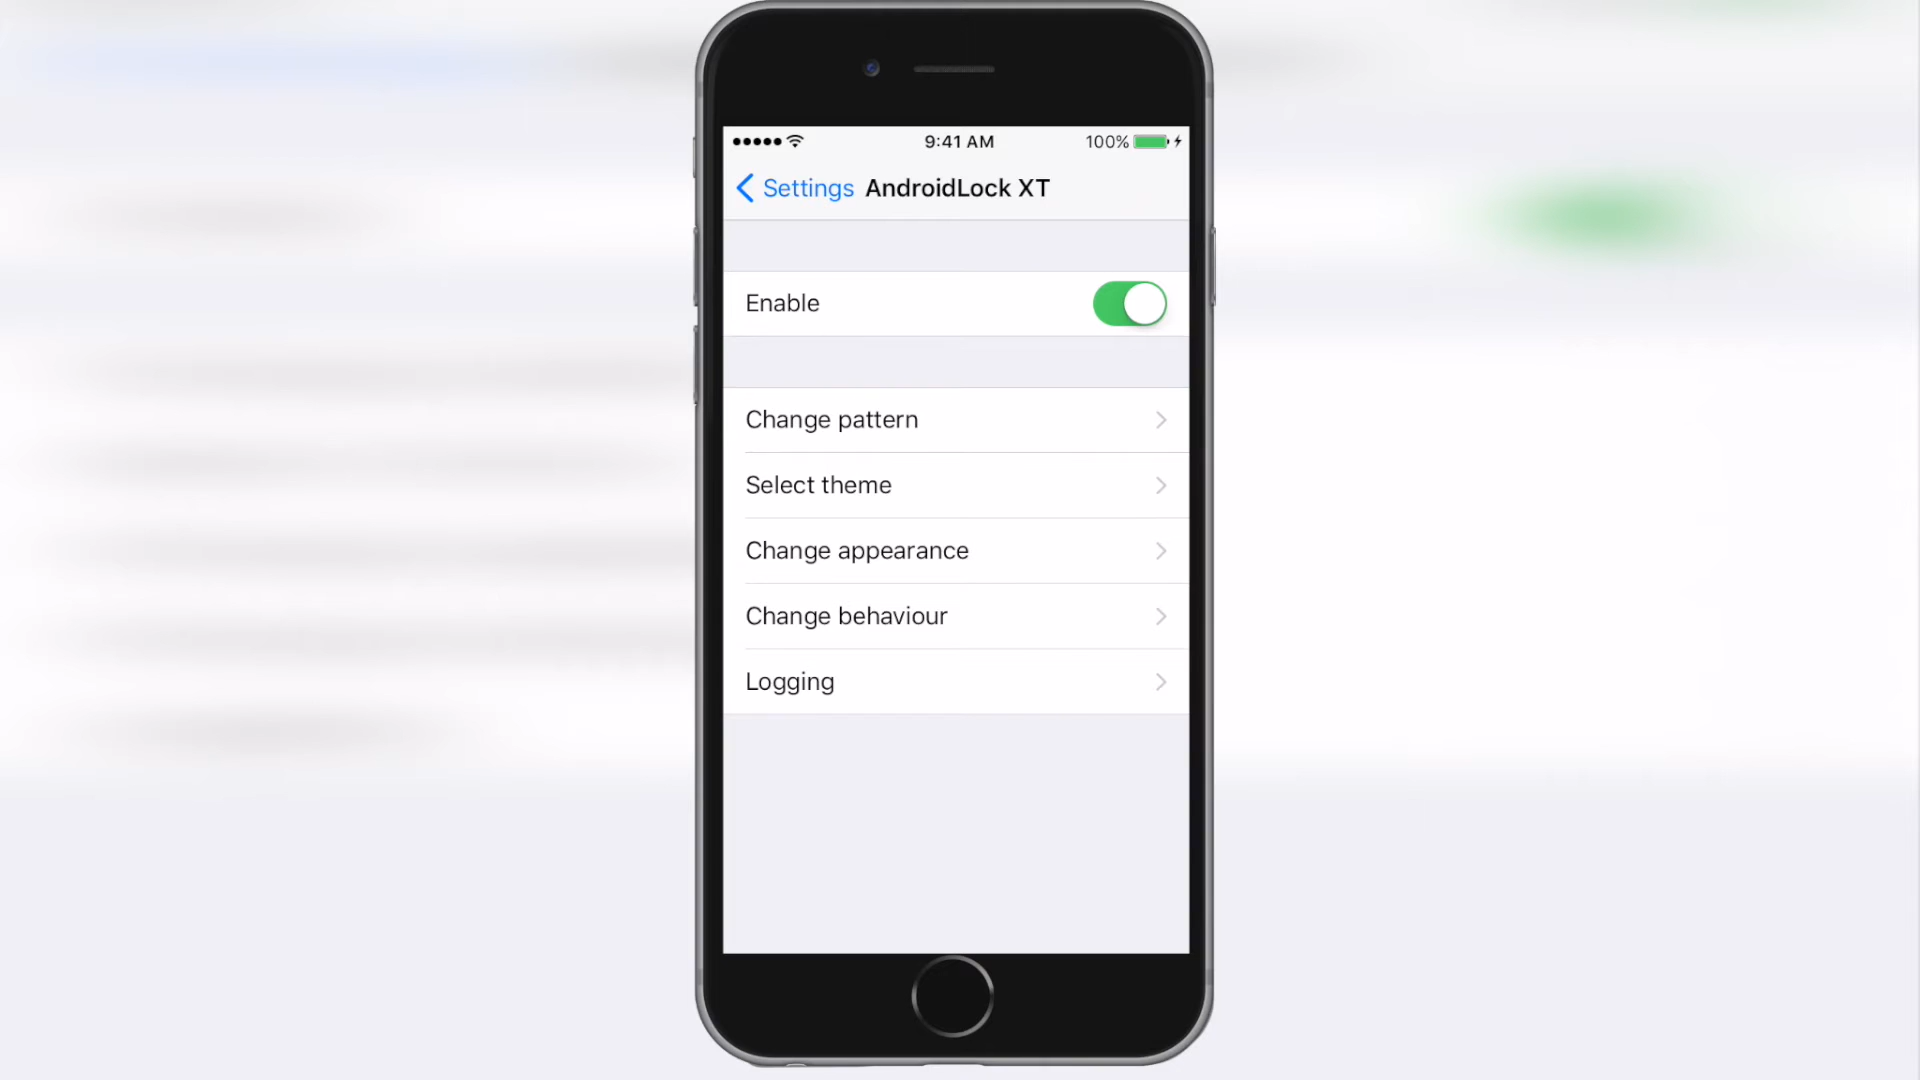 9:41 AM 100%
Settings AndroidLock XT
Enable
Change pattern
Select theme
Change appearance
Change behaviour
Logging